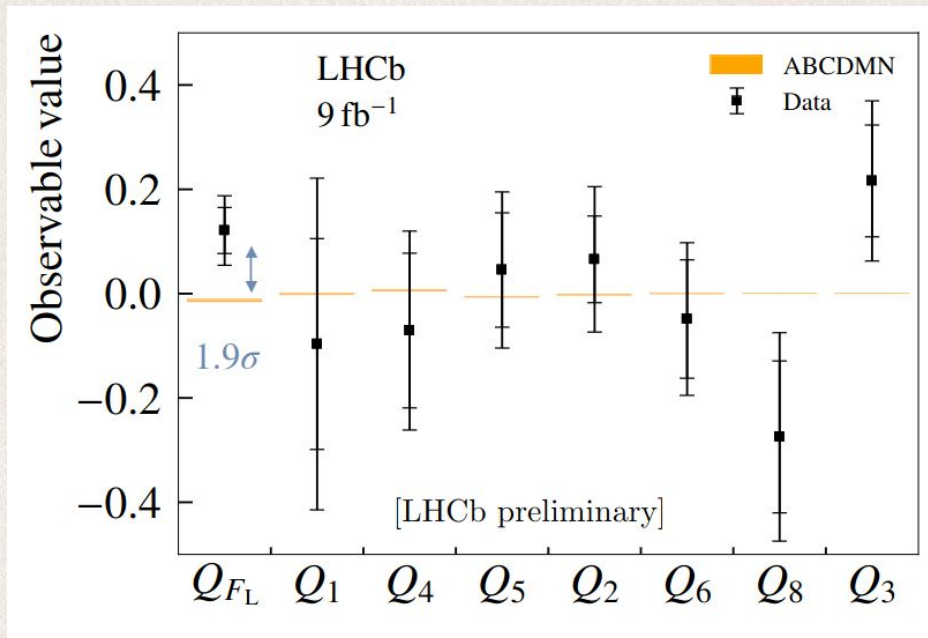 Observable value
0.4
0.2
0.0
−0.2
−0.4
LHCb
9 fb⁻¹
ABCDMN
Data
1.9σ
[LHCb preliminary]
Q_{F_L} Q₁ Q₄ Q₅ Q₂ Q₆ Q₈ Q₃